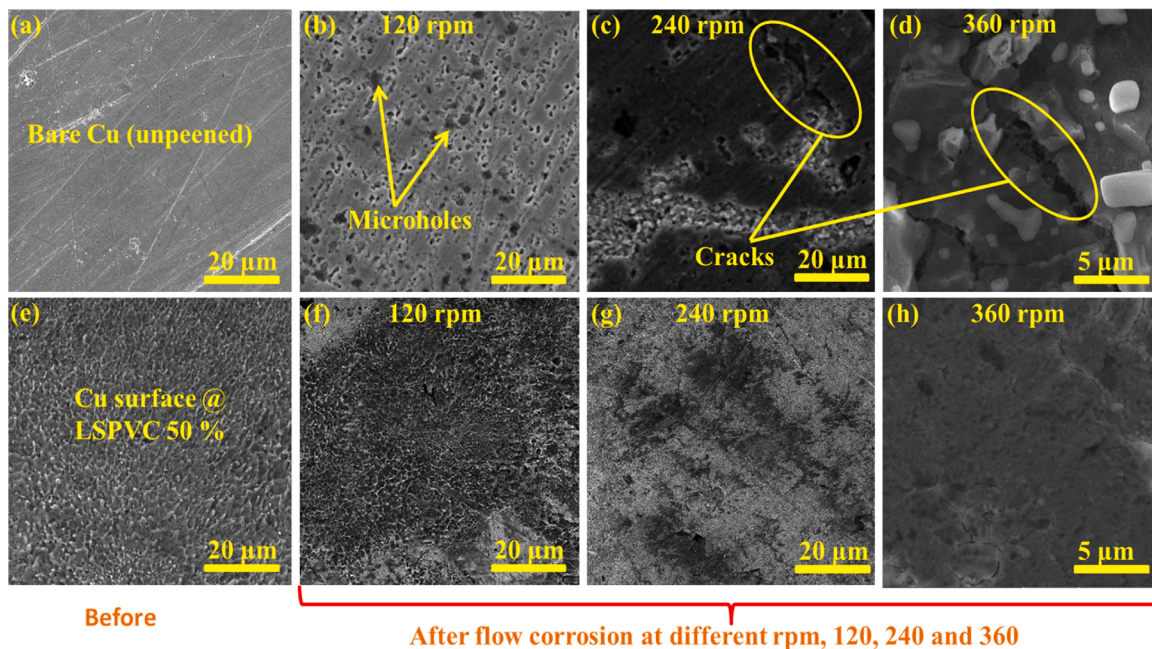 (a)
Bare Cu (unpeened)
20 µm
(b)
120 rpm
Microholes
20 µm
(c)
240 rpm
Cracks
20 µm
(d)
360 rpm
5 µm
(e)
Cu surface @
LSPVC 50 %
20 µm
(f)
120 rpm
20 µm
(g)
240 rpm
20 µm
(h)
360 rpm
5 µm
Before
After flow corrosion at different rpm, 120, 240 and 360